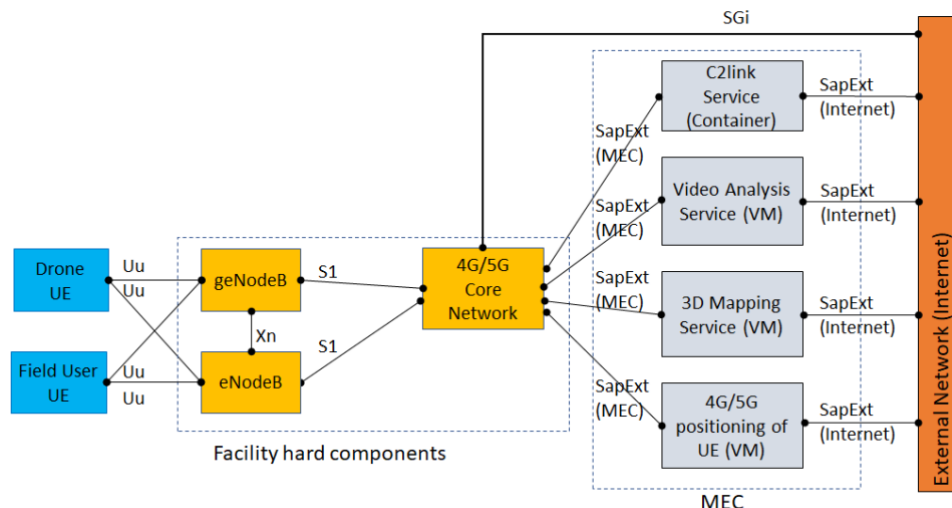 SGi
C2link
Service
(Container)
SapExt
(Internet)
SapExt
(MEC)
Video Analysis
Service (VM)
SapExt
(Internet)
SapExt
(MEC)
Drone
UE
Uu
Uu
geNodeB
S1
4G/5G
Core
Network
SapExt
(MEC)
3D Mapping
Service (VM)
SapExt
(Internet)
Xn
Field User
UE
Uu
Uu
eNodeB
S1
SapExt
(MEC)
4G/5G
positioning of
UE (VM)
SapExt
(Internet)
Facility hard components
MEC
External Network (Internet)